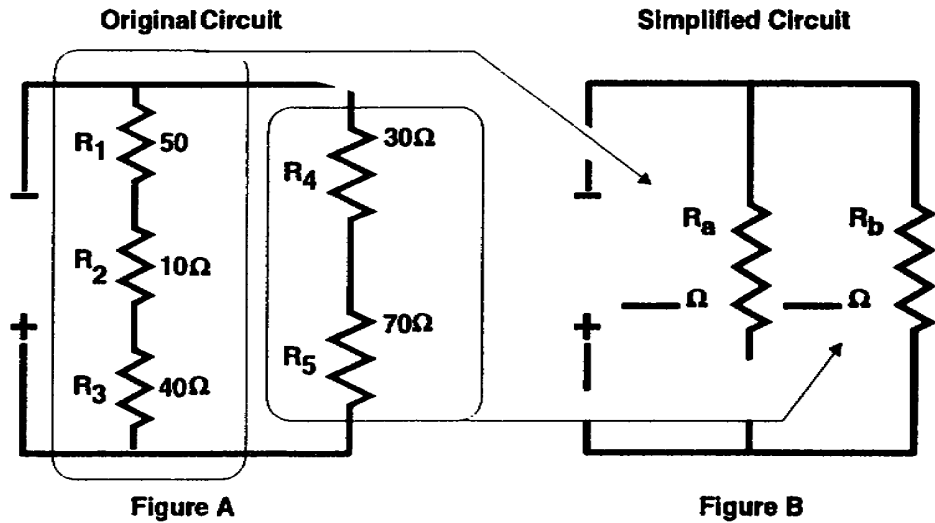 Original Circuit
Simplified Circuit
R1 50
30Ω
R4
R2 10Ω
R3 40Ω
70Ω
R5
Ra
Rb
Ω
Ω
−
+
−
+
Figure A
Figure B